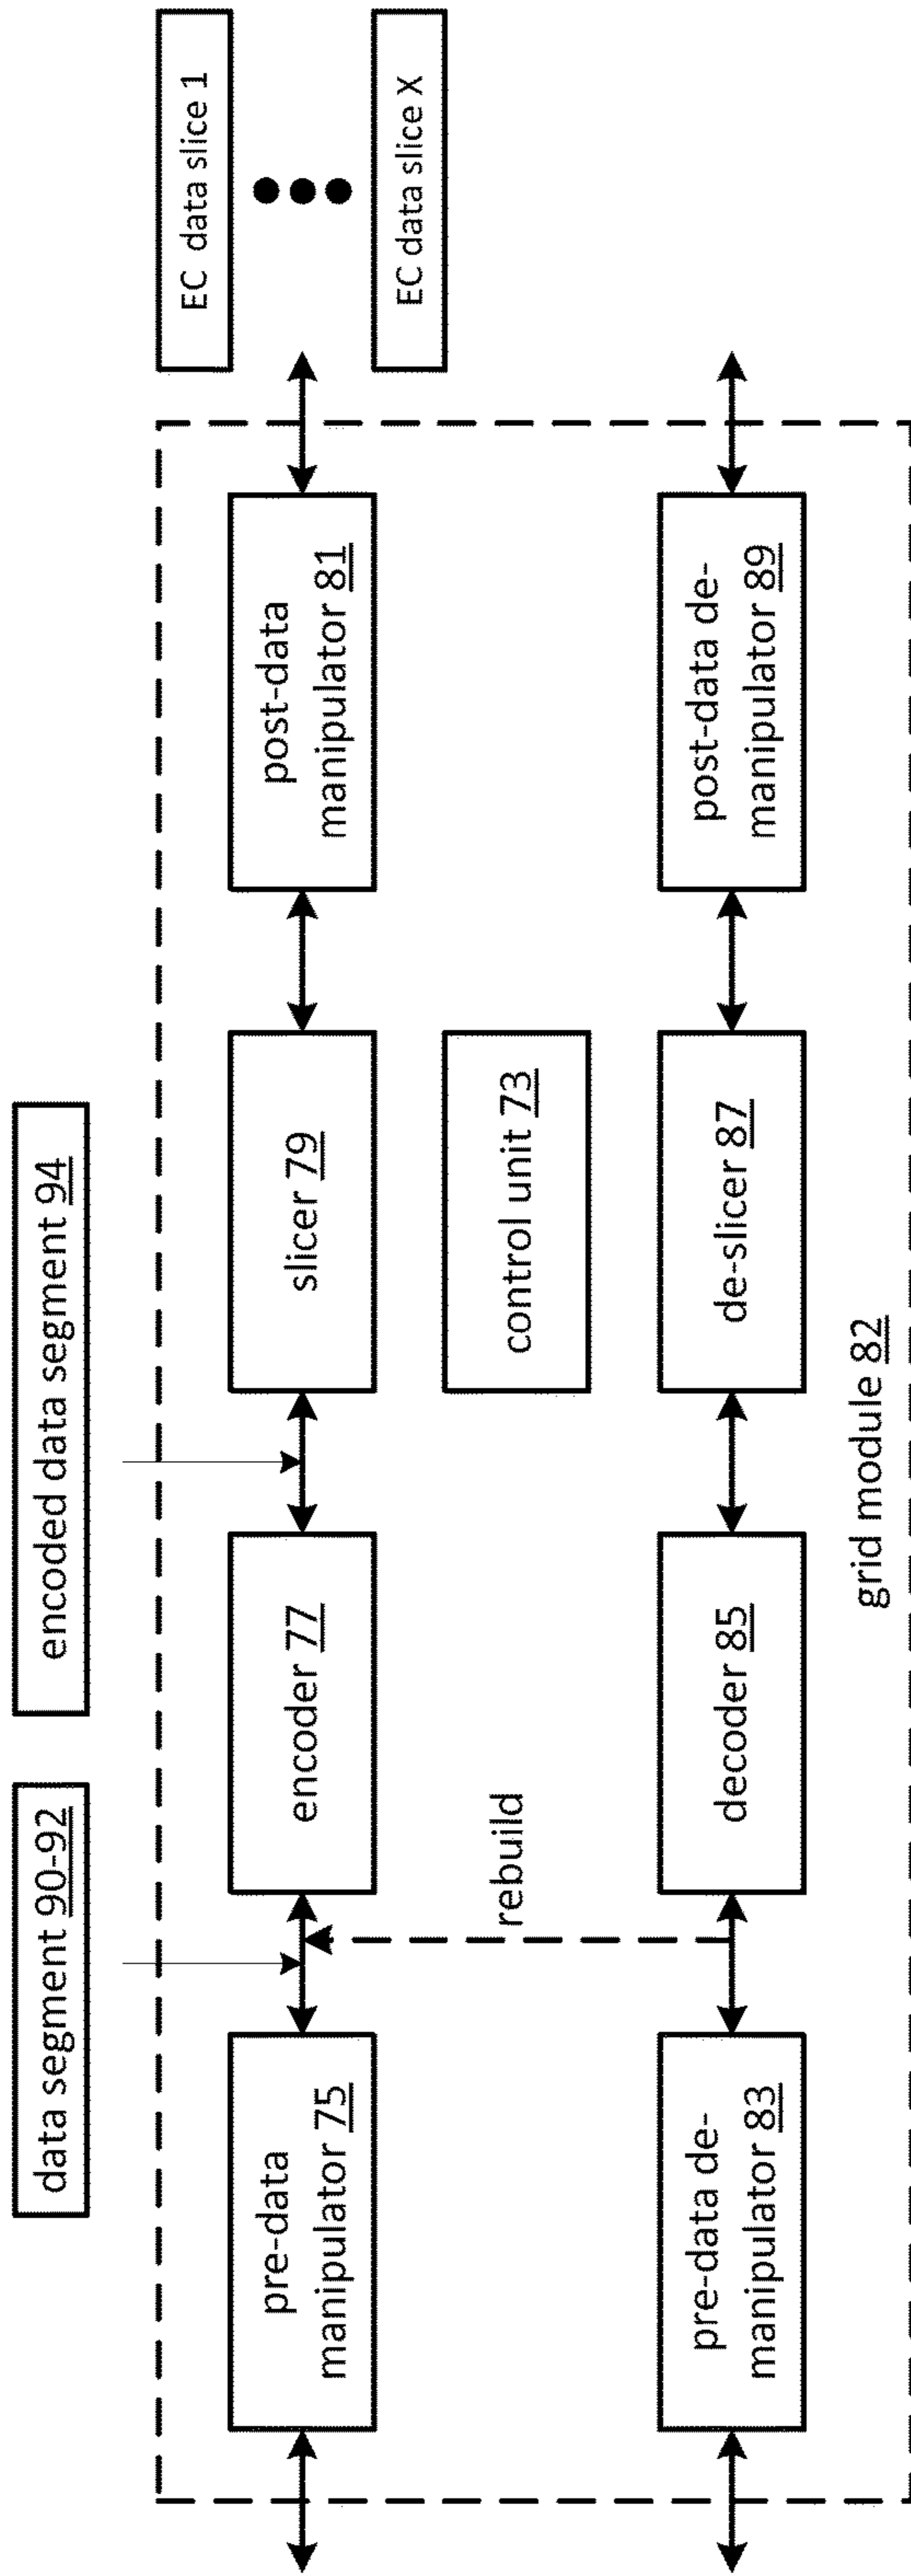 data segment 90-92
encoded data segment 94
EC data slice 1
EC data slice X
pre-data
manipulator 75
encoder 77
slicer 79
post-data
manipulator 81
rebuild
control unit 73
pre-data de-
manipulator 83
decoder 85
de-slicer 87
post-data de-
manipulator 89
grid module 82